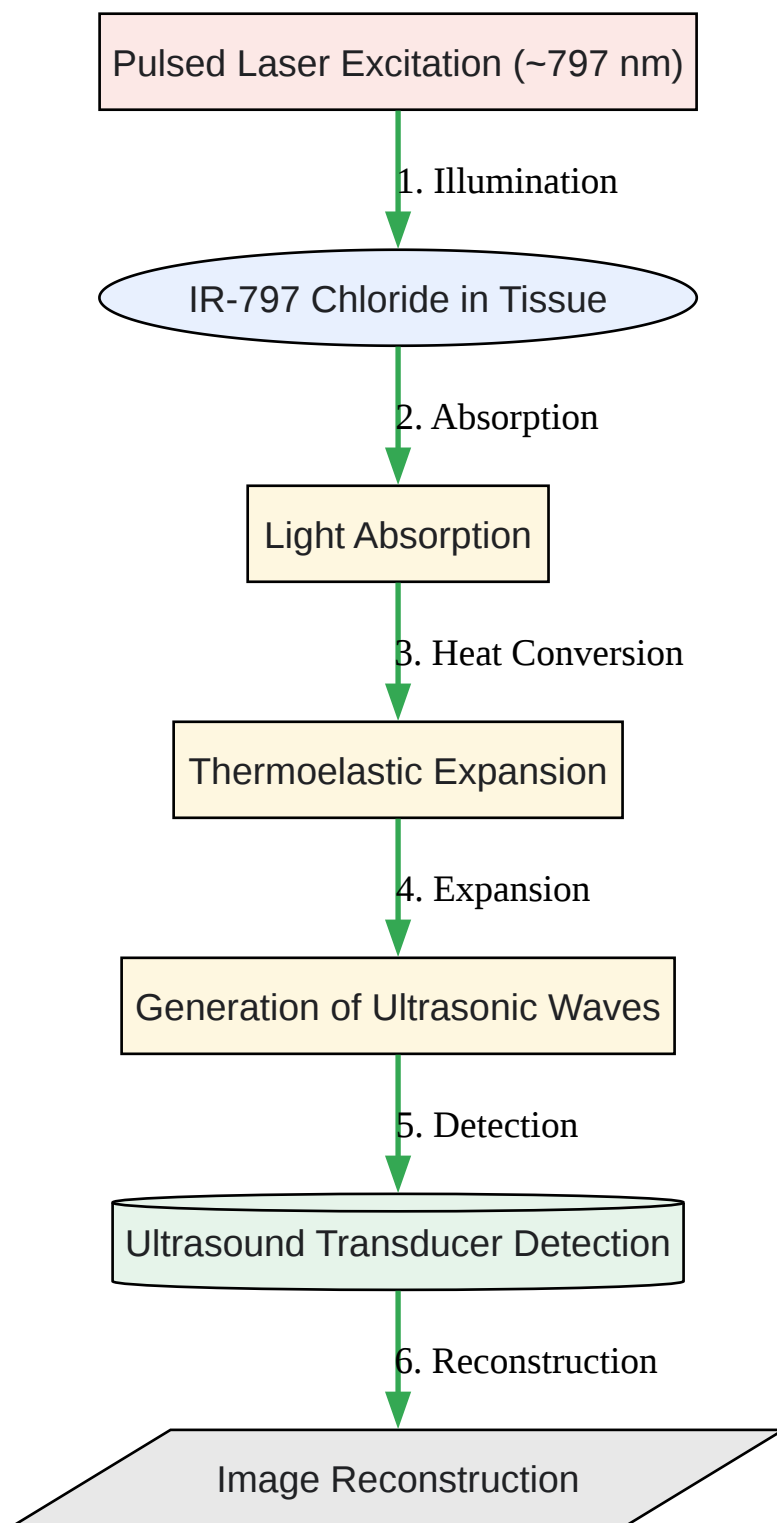 Pulsed Laser Excitation (~797 nm)
1. Illumination
IR-797 Chloride in Tissue
2. Absorption
Light Absorption
3. Heat Conversion
Thermoelastic Expansion
4. Expansion
Generation of Ultrasonic Waves
5. Detection
Ultrasound Transducer Detection
6. Reconstruction
Image Reconstruction